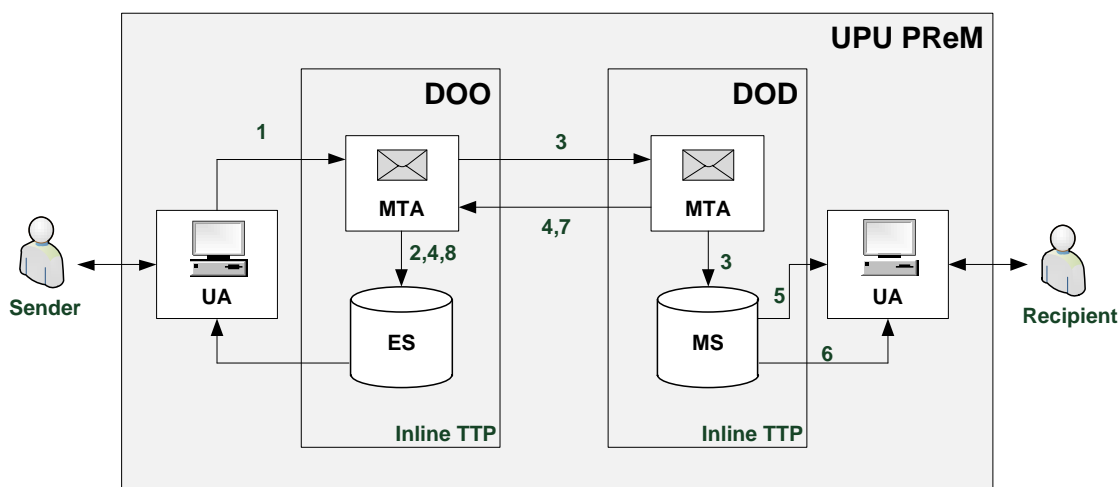 UPU PReM
DOO
DOD
1
3
MTA
MTA
4,7
2,4,8
3
UA
5
UA
Sender
Recipient
ES
MS
6
Inline TTP
Inline TTP